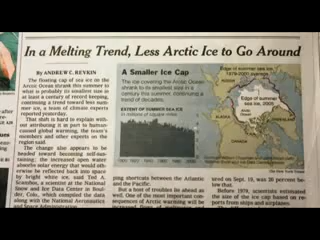 In a Melting Trend, Less Arctic Ice to Go Around
By ANDREW C. REVKIN
The floating cap of sea ice on the
Arctic Ocean shrank this summer to
what is probably its smallest size in
at least a century of record keeping,
continuing a trend toward less sum-
mer ice, a team of climate experts
reported yesterday.
That shift is hard to explain with-
out attributing it in part to human-
caused global warming, the team's
members and other experts on the
region said.
The change also appears to be
headed toward becoming self-sus-
taining: the increased open water
absorbs solar energy that would oth-
erwise be reflected back into space
by bright white ice, said Ted A.
Scambos, a scientist at the National
Snow and Ice Data Center in Boul-
der, Colo., which compiled the data
along with the National Aeronautics
A Smaller Ice Cap
The ice covering the Arctic Ocean
shrank to its smallest size in a
century this summer, continuing a
trend of decades.
EXTENT OF SUMMER ICE
in millions of square miles
Edge of summer sea ice,
1979-2000 average
Edge of summer
sea ice, 2005
RUSSIA
ALASKA
CANADA
GREENLAND
The New York Times
ping shortcuts between the Atlantic
and the Pacific.
But a host of troubles lie ahead as
well. One of the most important con-
sequences of Arctic warming will be
sured on Sept. 19, was 20 percent be-
low that.
Before 1979, scientists estimated
the size of the ice cap based on re-
ports from ships and airplanes.